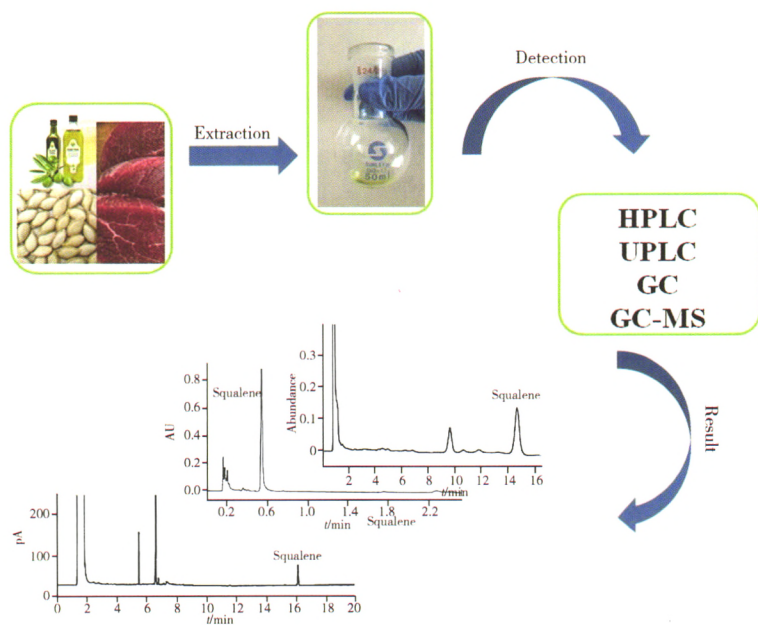 Detection
Extraction
S24
50ml
HPLC
UPLC
GC
GC-MS
Result
Abundance
0.3
0.2
0.1
0
Squalene
2 4 6 8 10 12 14 16
t/min
AU
0.8
0.6
0.4
0.2
0.0
Squalene
0.2 0.6 1.0 1.4 1.8 2.2
t/min
Squalene
pA
200
100
0
Squalene
0 2 4 6 8 10 12 14 16 18 20
t/min